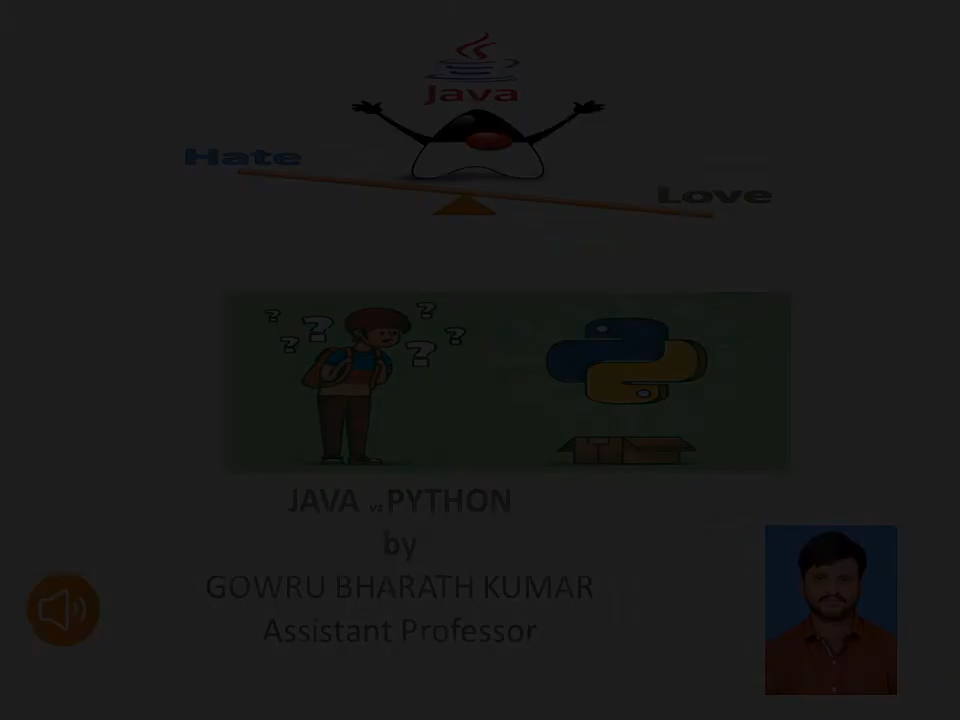 Java
Hate
Love
? ? ? ? ? ?
JAVA vs PYTHON
by
GOWRU BHARATH KUMAR
Assistant Professor